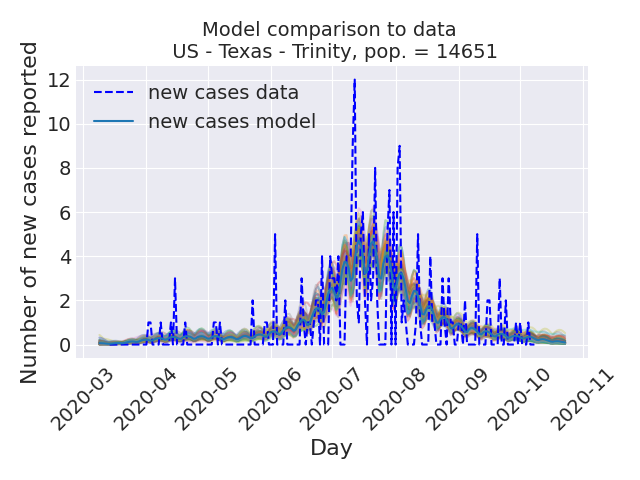 Model comparison to data
US - Texas - Trinity, pop. = 14651
Number of new cases reported
12
10
8
6
4
2
0
new cases data
new cases model
2020-03
2020-04
2020-05
2020-06
2020-07
2020-08
2020-09
2020-10
2020-11
Day